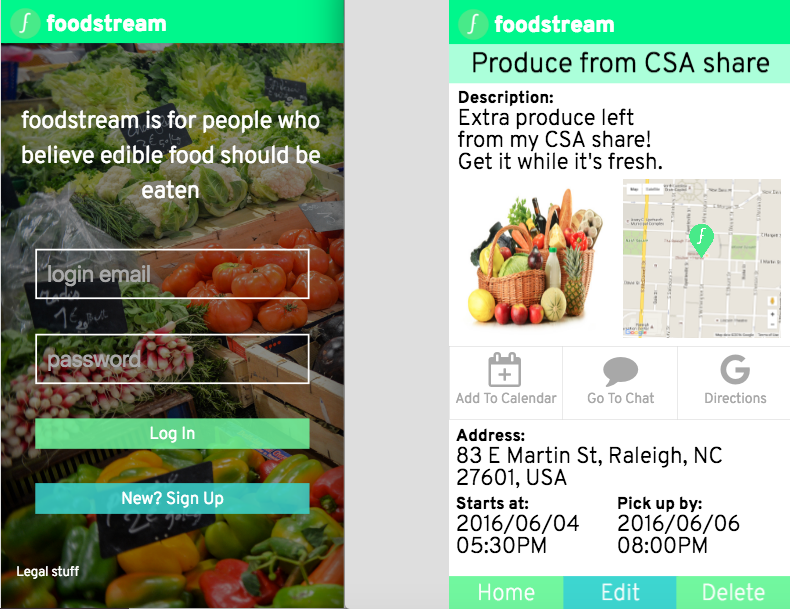 foodstream
foodstream is for people who
believe edible food should be
eaten
login email
password
Log In
New? Sign Up
Legal stuff
foodstream
Produce from CSA share
Description:
Extra produce left
from my CSA share!
Get it while it's fresh.
Map Satellite
Google
Add To Calendar
Go To Chat
Directions
Address:
83 E Martin St, Raleigh, NC
27601, USA
Starts at:
2016/06/04
05:30PM
Pick up by:
2016/06/06
08:00PM
Home
Edit
Delete